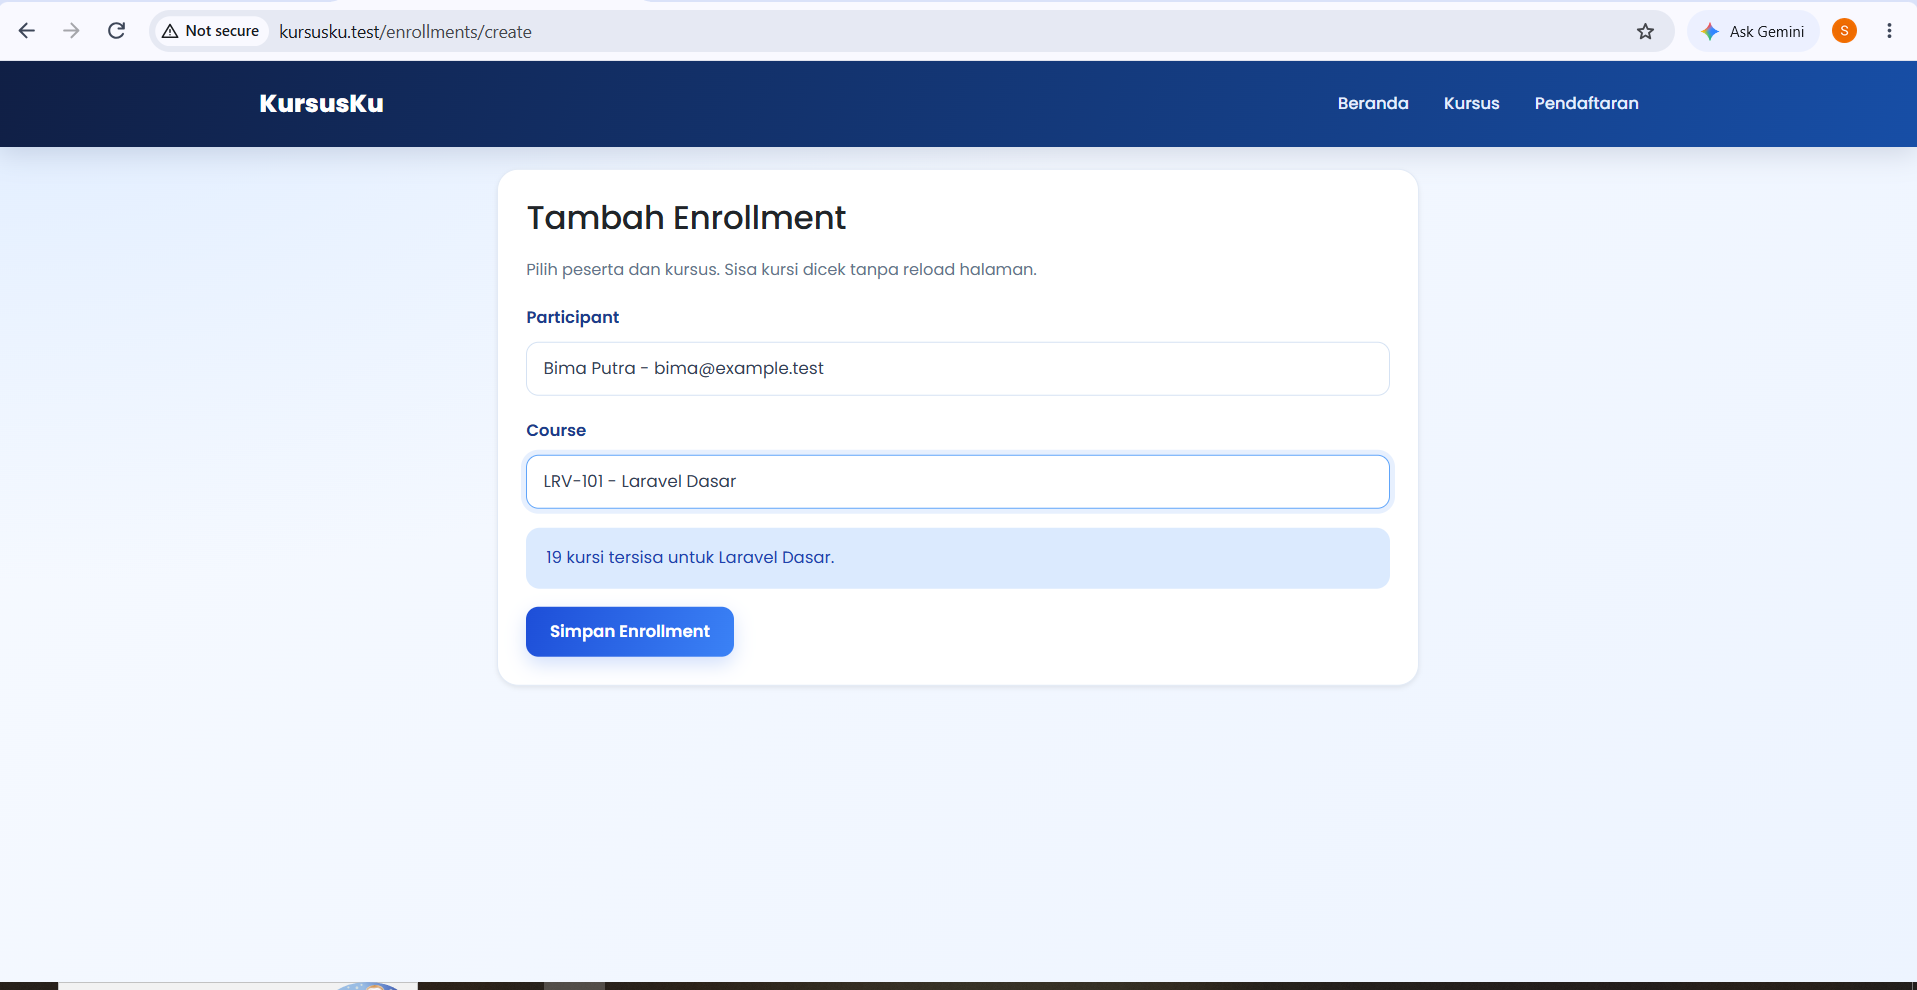 Not secure
kursusku.test/enrollments/create
Ask Gemini
S
KursusKu
Beranda
Kursus
Pendaftaran
Tambah Enrollment
Pilih peserta dan kursus. Sisa kursi dicek tanpa reload halaman.
Participant
Bima Putra - bima@example.test
Course
LRV-101 - Laravel Dasar
19 kursi tersisa untuk Laravel Dasar.
Simpan Enrollment